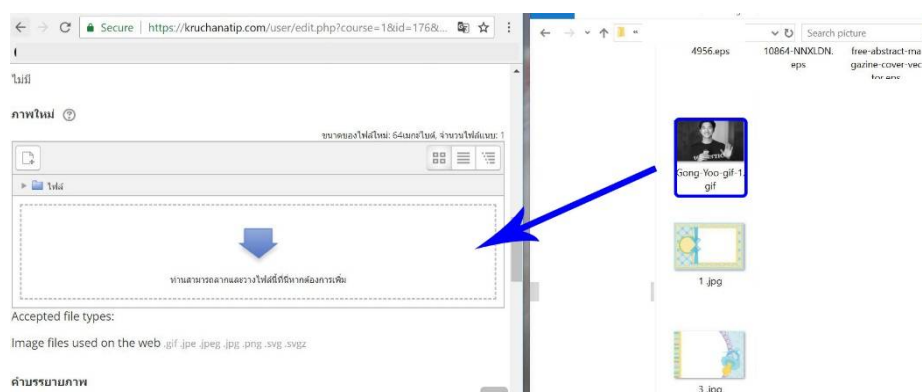 Secure | https://kruchanatip.com/user/edit.php?course=1&id=176&...
ไม่มี
ภาพใหม่
ขนาดของไฟล์ใหม่: 64เมกะไบต์, จำนวนไฟล์แนบ: 1
ไฟล์
ท่านสามารถลากและวางไฟล์นี้ที่นี่หากต้องการเพิ่ม
Accepted file types:
Image files used on the web .gif .jpe .jpeg .jpg .png .svg .svgz
คำบรรยายภาพ
Search picture
4956.eps
10864-NNXLDN.
eps
free-abstract-ma
gazine-cover-vec
tor.eps
Gong-Yoo-gif-1.
gif
1 .jpg
3 .jpg